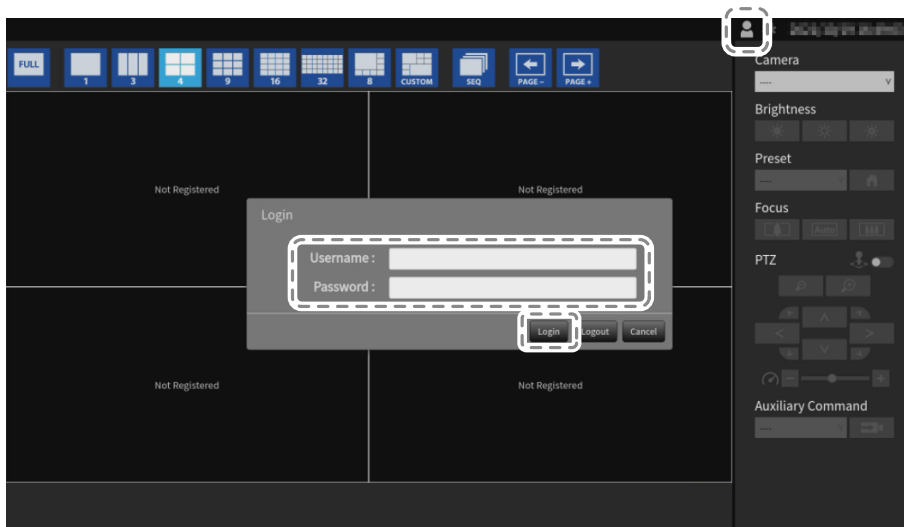 FULL
1
3
4
9
16
32
8
CUSTOM
SEQ
PAGE -
PAGE +
Camera
----
Brightness
Preset
----
Focus
Auto
PTZ
Auxiliary Command
----
Not Registered
Not Registered
Login
Username :
Password :
Login
Logout
Cancel
Not Registered
Not Registered